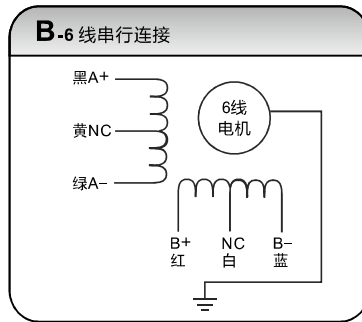 B-6 线串行连接
黑A+
黄NC
绿A-
6线
电机
B+ NC B-
红 白 蓝